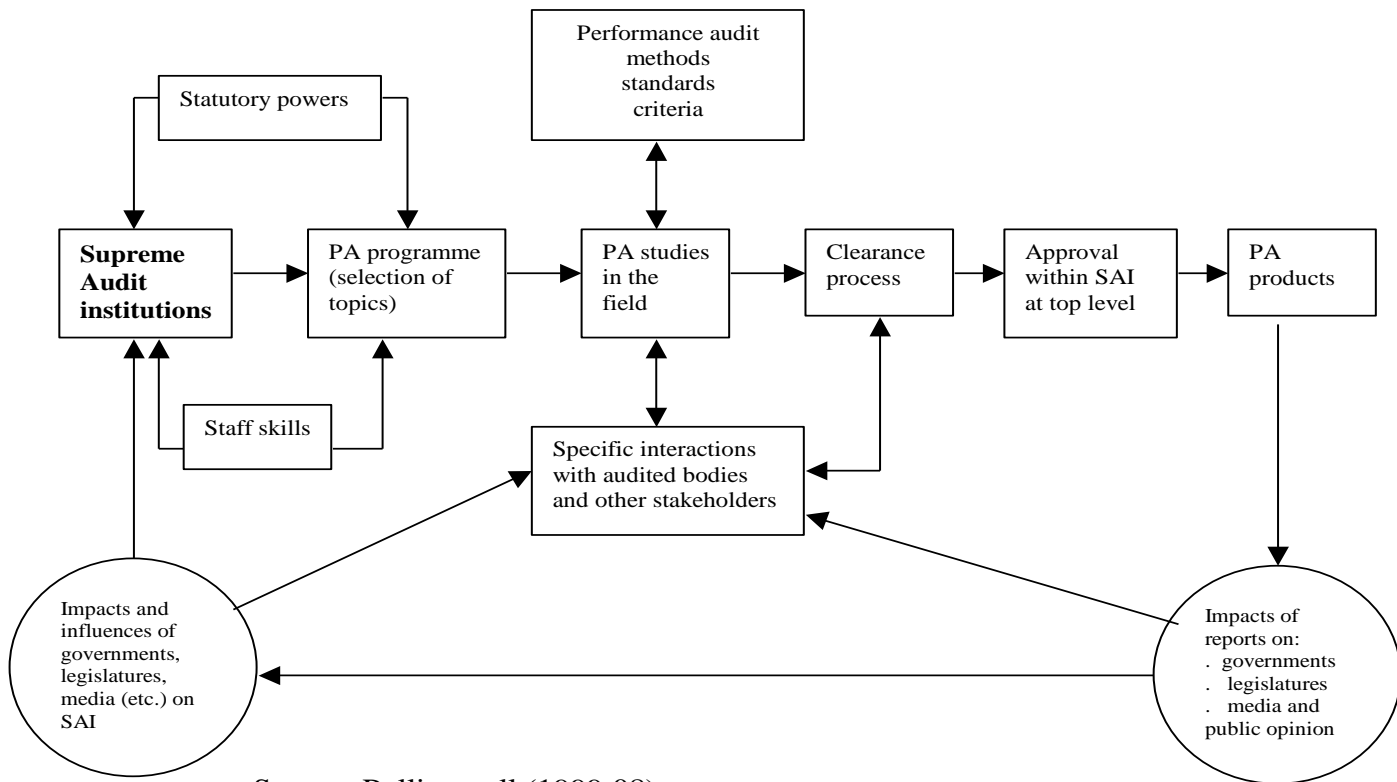 Performance audit
methods
standards
criteria
Statutory powers
Supreme
Audit
institutions
PA programme
(selection of
topics)
PA studies
in the
field
Clearance
process
Approval
within SAI
at top level
PA
products
Staff skills
Specific interactions
with audited bodies
and other stakeholders
Impacts and
influences of
governments,
legislatures,
media (etc.) on
SAI
Impacts of
reports on:
. governments
. legislatures
. media and
public opinion